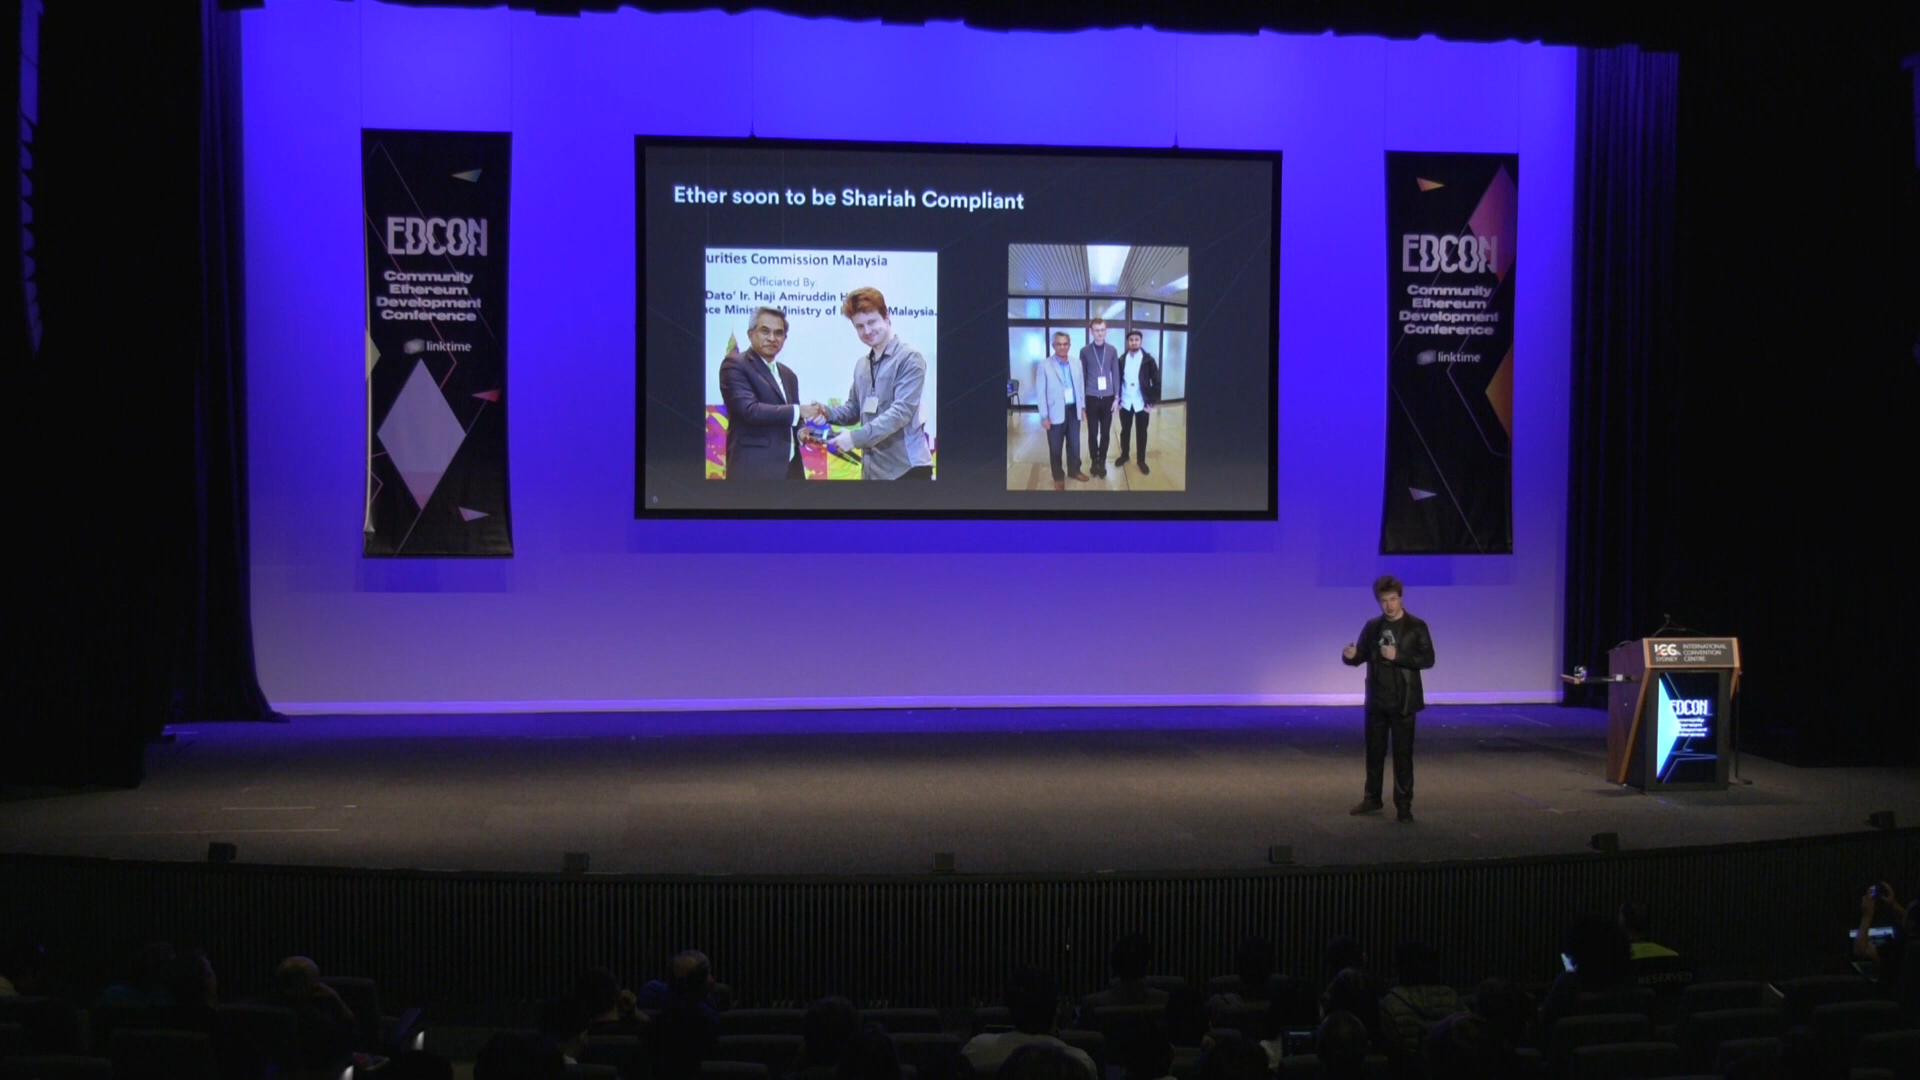 EDCON
Community
Ethereum
Development
Conference
linktime
Ether soon to be Shariah Compliant
urities Commission Malaysia
Officiated By:
Dato' Ir. Haji Amiruddin H
ce Minis Ministry of Malaysia.
6
EDCON
Community
Ethereum
Development
Conference
linktime
ICC
SYDNEY
INTERNATIONAL
CONVENTION
CENTRE
EDCON
RESERVED